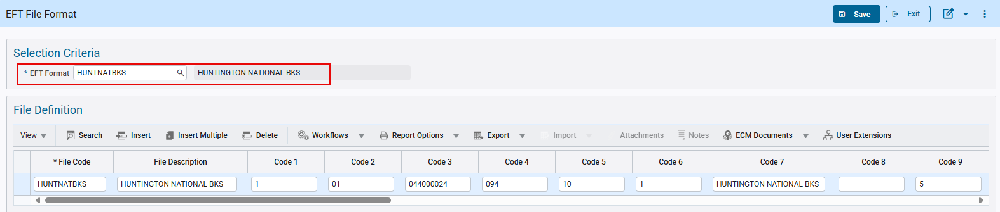 EFT File Format
Save Exit
Selection Criteria
* EFT Format HUNTNATBKS HUNTINGTON NATIONAL BKS
File Definition
View Search Insert Insert Multiple Delete Workflows Report Options Export Import Attachments Notes ECM Documents User Extensions
* File Code File Description Code 1 Code 2 Code 3 Code 4 Code 5 Code 6 Code 7 Code 8 Code 9
HUNTNATBKS HUNTINGTON NATIONAL BKS 1 01 044000024 094 10 1 HUNTINGTON NATIONAL BKS 5